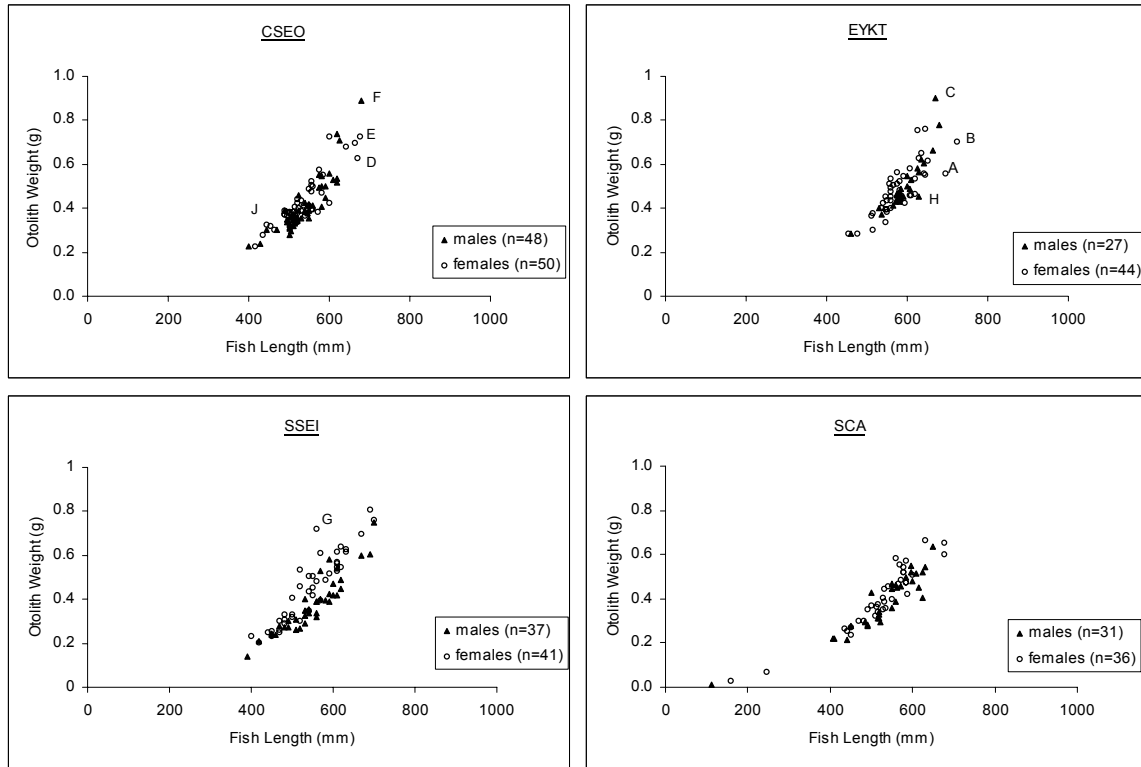 CSEO
Otolith Weight (g)
1.0
0.8
0.6
0.4
0.2
0.0
F
E
D
J
males (n=48)
females (n=50)
0 200 400 600 800 1000
Fish Length (mm)
EYKT
Otolith Weight (g)
1.0
0.8
0.6
0.4
0.2
0.0
C
B
A
H
males (n=27)
females (n=44)
0 200 400 600 800 1000
Fish Length (mm)
SSEI
Otolith Weight (g)
1
0.8
0.6
0.4
0.2
0
G
males (n=37)
females (n=41)
0 200 400 600 800 1000
Fish Length (mm)
SCA
Otolith Weight (g)
1.0
0.8
0.6
0.4
0.2
0
males (n=31)
females (n=36)
0 200 400 600 800 1000
Fish Length (mm)